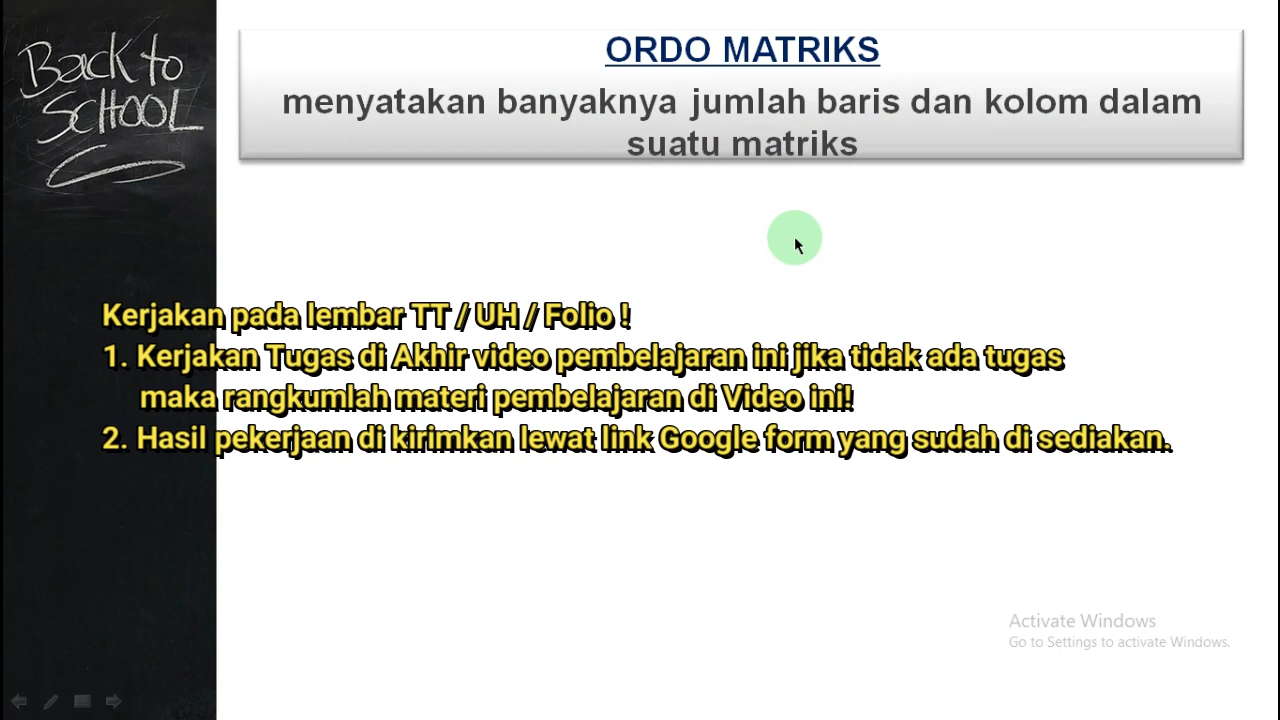 Back to
SCHOOL
ORDO MATRIKS
menyatakan banyaknya jumlah baris dan kolom dalam
suatu matriks
Kerjakan pada lembar TT / UH / Folio !
1. Kerjakan Tugas di Akhir video pembelajaran ini jika tidak ada tugas
maka rangkumlah materi pembelajaran di Video ini!
2. Hasil pekerjaan di kirimkan lewat link Google form yang sudah di sediakan.
Activate Windows
Go to Settings to activate Windows.